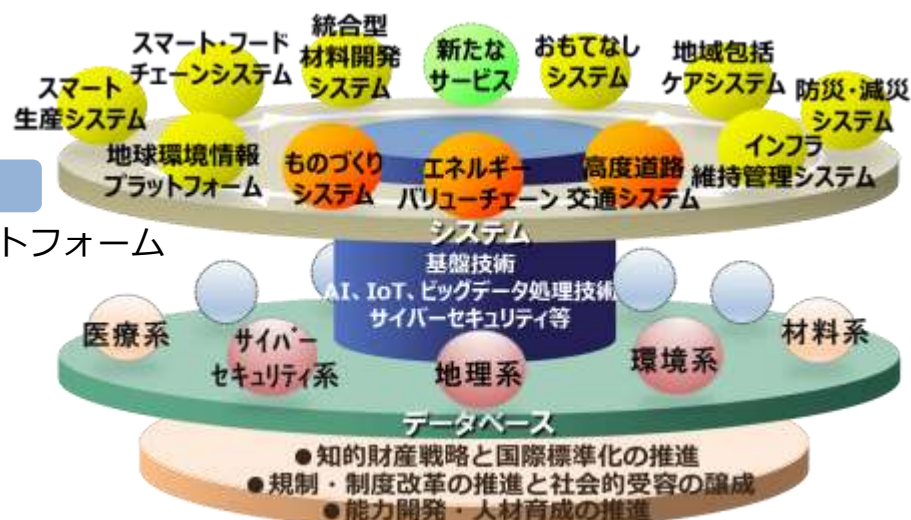 スマート・フード
チェーンシステム
統合型
材料開発
システム
新たな
サービス
おもてなし
システム
地域包括
ケアシステム
防災・減災
システム
スマート
生産システム
地球環境情報
プラットフォーム
ものづくり
システム
エネルギー
バリューチェーン
高度道路
交通システム
インフラ
維持管理システム
トフォーム
システム
基盤技術
AI、IoT、ビッグデータ処理技術
サイバーセキュリティ等
医療系
サイバー
セキュリティ系
地理系
環境系
材料系
データベース
●知的財産戦略と国際標準化の推進
●規制・制度改革の推進と社会的受容の醸成
●能力開発・人材育成の推進